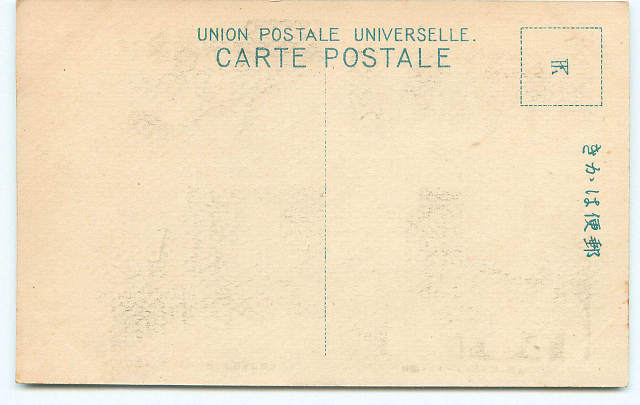 UNION POSTALE UNIVERSELLE.
CARTE POSTALE
郵便はかき